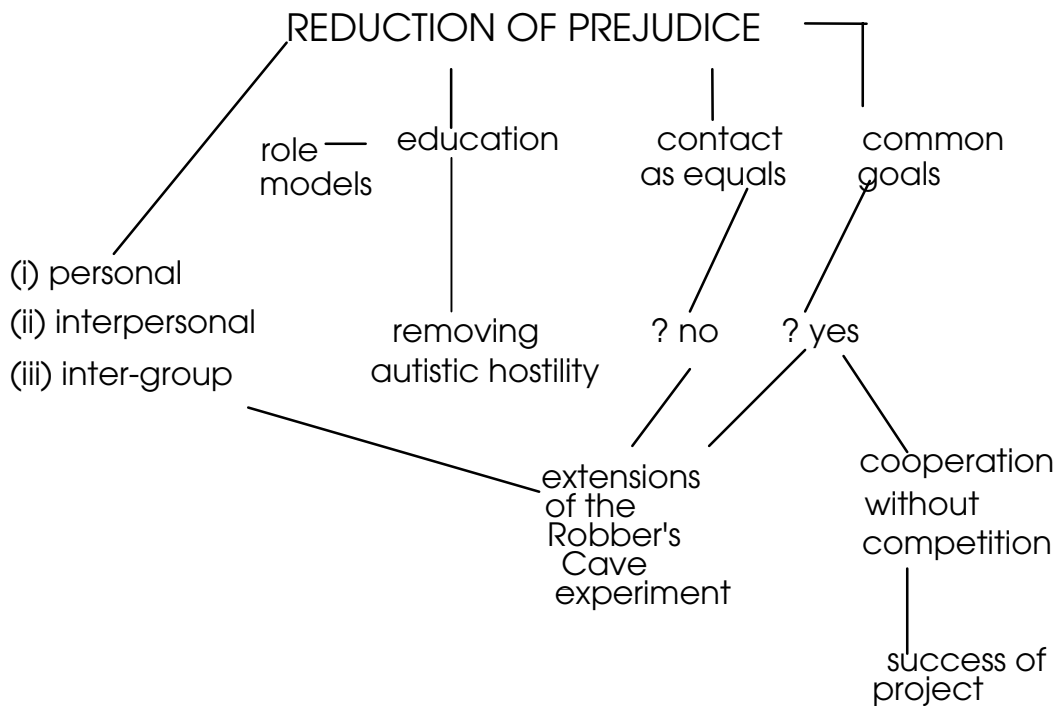 REDUCTION OF PREJUDICE
role
models
education
contact
as equals
common
goals
(i) personal
(ii) interpersonal
(iii) inter-group
removing
autistic hostility
? no
? yes
extensions
of the
Robber's
Cave
experiment
cooperation
without
competition
success of
project